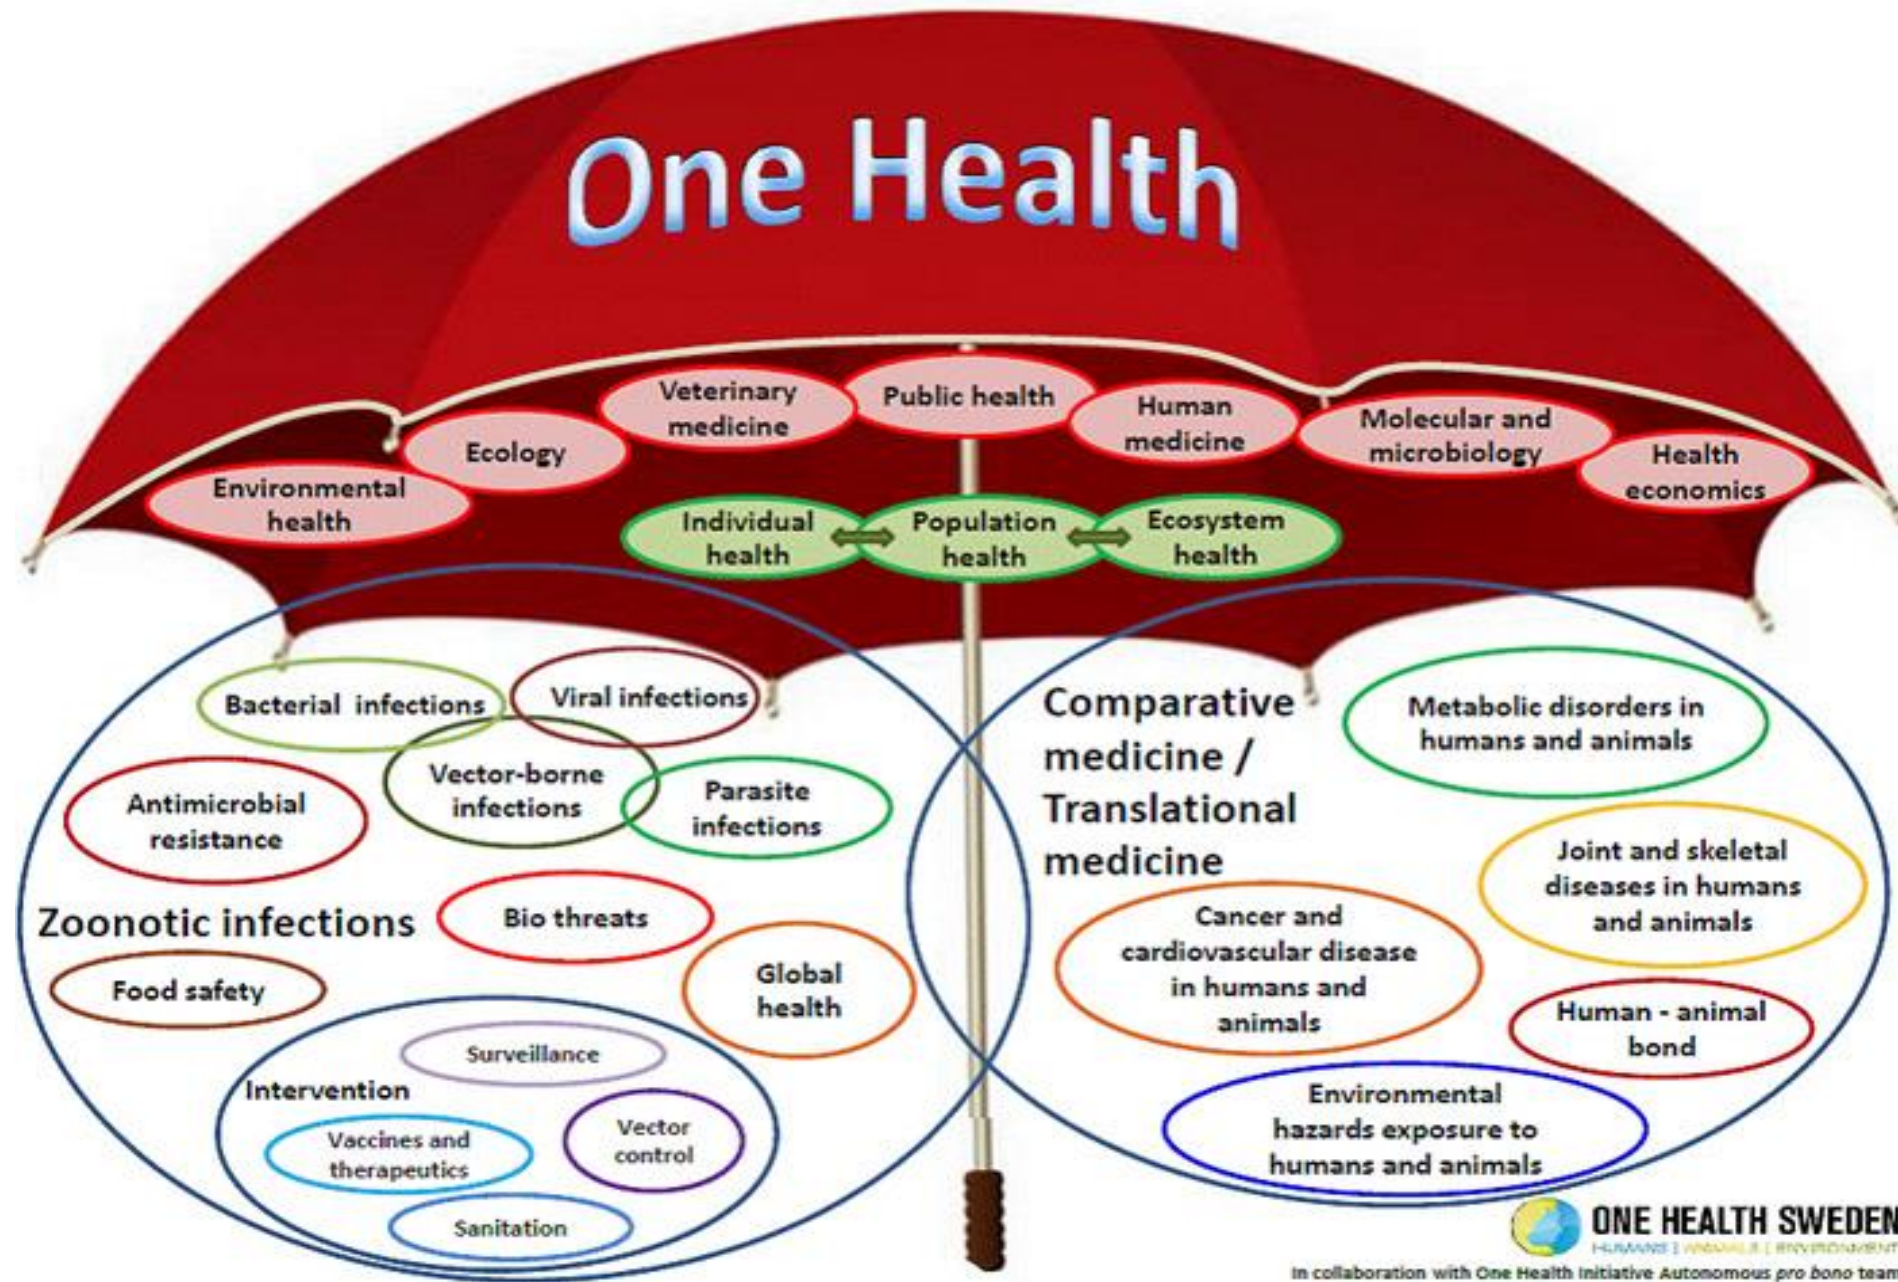 One Health
Veterinary
medicine
Public health
Human
medicine
Molecular and
microbiology
Ecology
Health
economics
Environmental
health
Individual
health
Population
health
Ecosystem
health
Bacterial infections
Viral infections
Vector-borne
infections
Parasite
infections
Antimicrobial
resistance
Zoonotic infections
Bio threats
Food safety
Global
health
Surveillance
Intervention
Vaccines and
therapeutics
Vector
control
Sanitation
Comparative
medicine /
Translational
medicine
Metabolic disorders in
humans and animals
Joint and skeletal
diseases in humans
and animals
Cancer and
cardiovascular disease
in humans and
animals
Human - animal
bond
Environmental
hazards exposure to
humans and animals
ONE HEALTH SWEDEN
HUMANS | ANIMALS | ENVIRONMENT
In collaboration with One Health Initiative Autonomous pro bono team